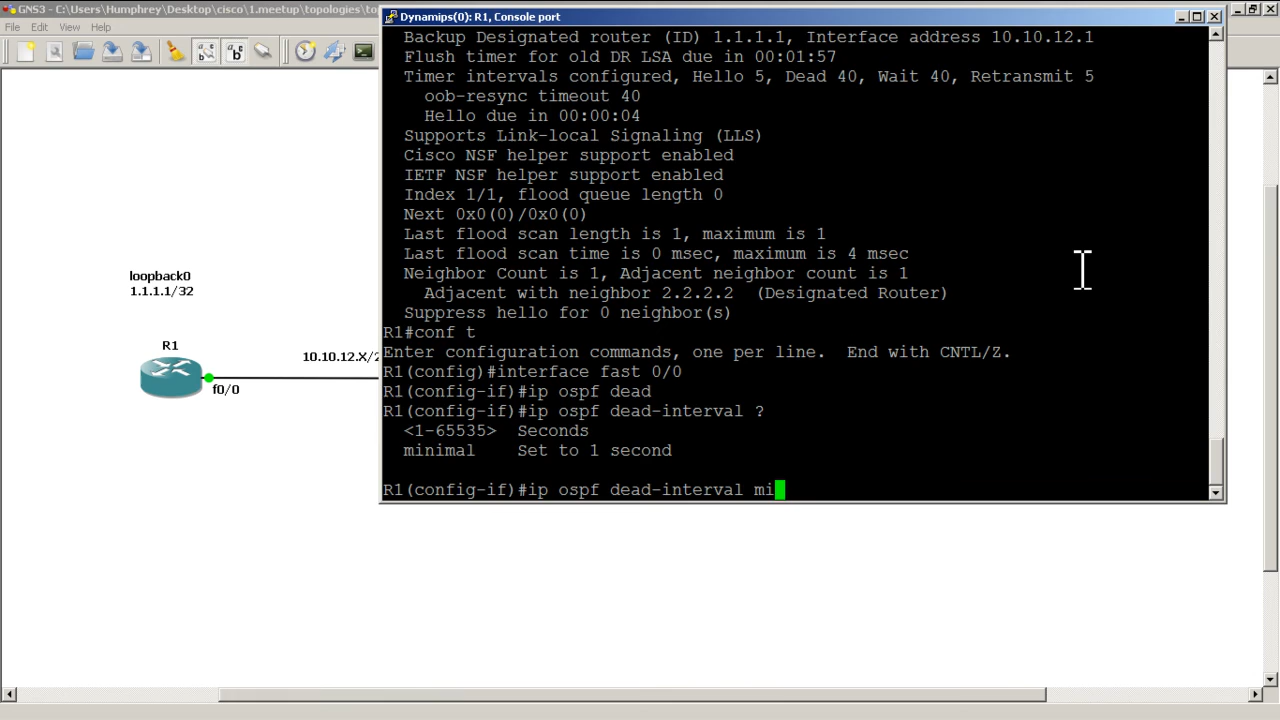 GNS3 - C:\Users\Humphrey\Desktop\cisco\1.meetup\topologies\to
File Edit View Help
Dynamips(0): R1, Console port
Backup Designated router (ID) 1.1.1.1, Interface address 10.10.12.1
Flush timer for old DR LSA due in 00:01:57
Timer intervals configured, Hello 5, Dead 40, Wait 40, Retransmit 5
oob-resync timeout 40
Hello due in 00:00:04
Supports Link-local Signaling (LLS)
Cisco NSF helper support enabled
IETF NSF helper support enabled
Index 1/1, flood queue length 0
Next 0x0(0)/0x0(0)
Last flood scan length is 1, maximum is 1
Last flood scan time is 0 msec, maximum is 4 msec
Neighbor Count is 1, Adjacent neighbor count is 1
Adjacent with neighbor 2.2.2.2  (Designated Router)
Suppress hello for 0 neighbor(s)
R1#conf t
Enter configuration commands, one per line.  End with CNTL/Z.
R1(config)#interface fast 0/0
R1(config-if)#ip ospf dead
R1(config-if)#ip ospf dead-interval ?
<1-65535>  Seconds
minimal    Set to 1 second
R1(config-if)#ip ospf dead-interval mi
loopback0
1.1.1.1/32
R1
10.10.12.X/2
f0/0